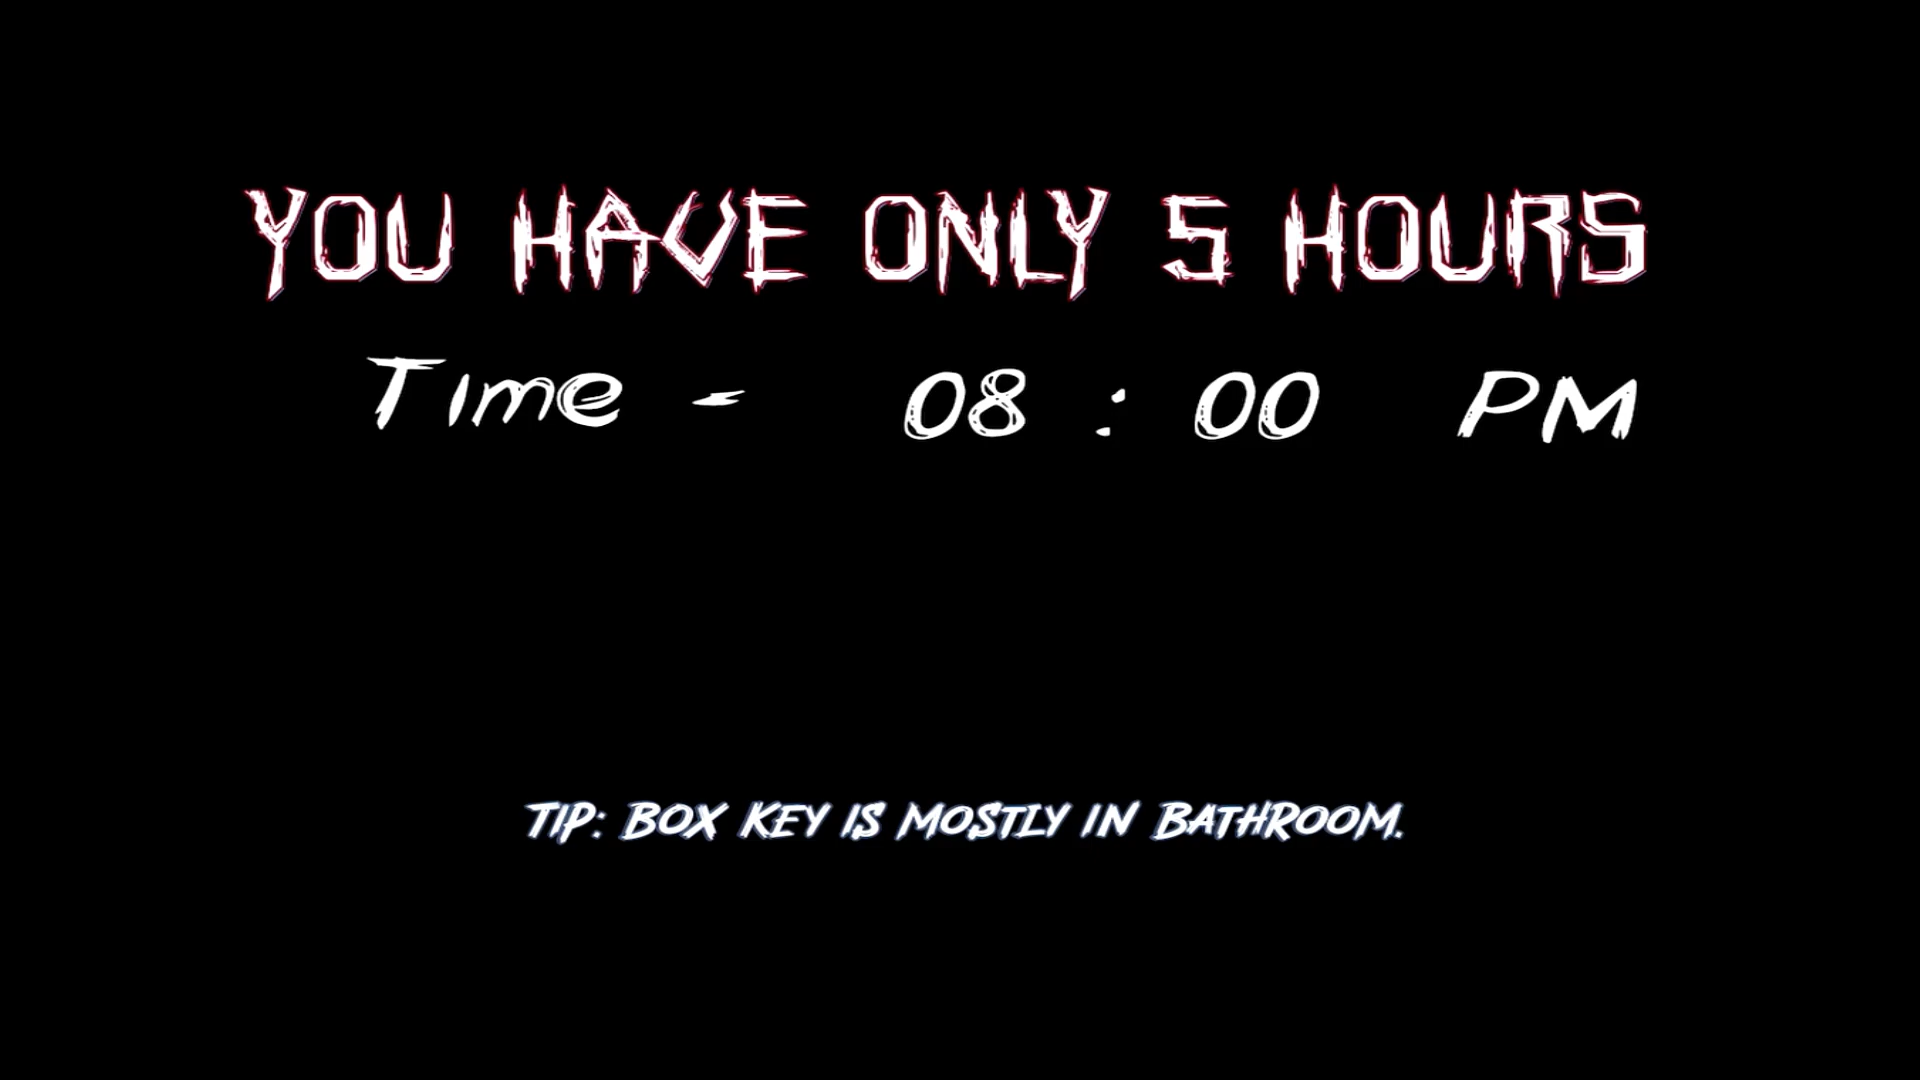 YOU HAVE ONLY 5 HOURS
Time - 08 : 00 PM
TIP: BOX KEY IS MOSTLY IN BATHROOM.